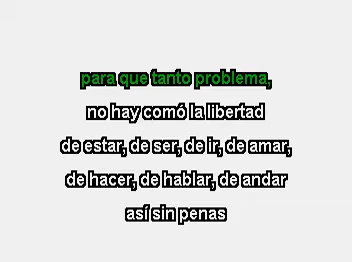 para que tanto problema,
no hay comó la libertad
de estar, de ser, de ir, de amar,
de hacer, de hablar, de andar
así sin penas